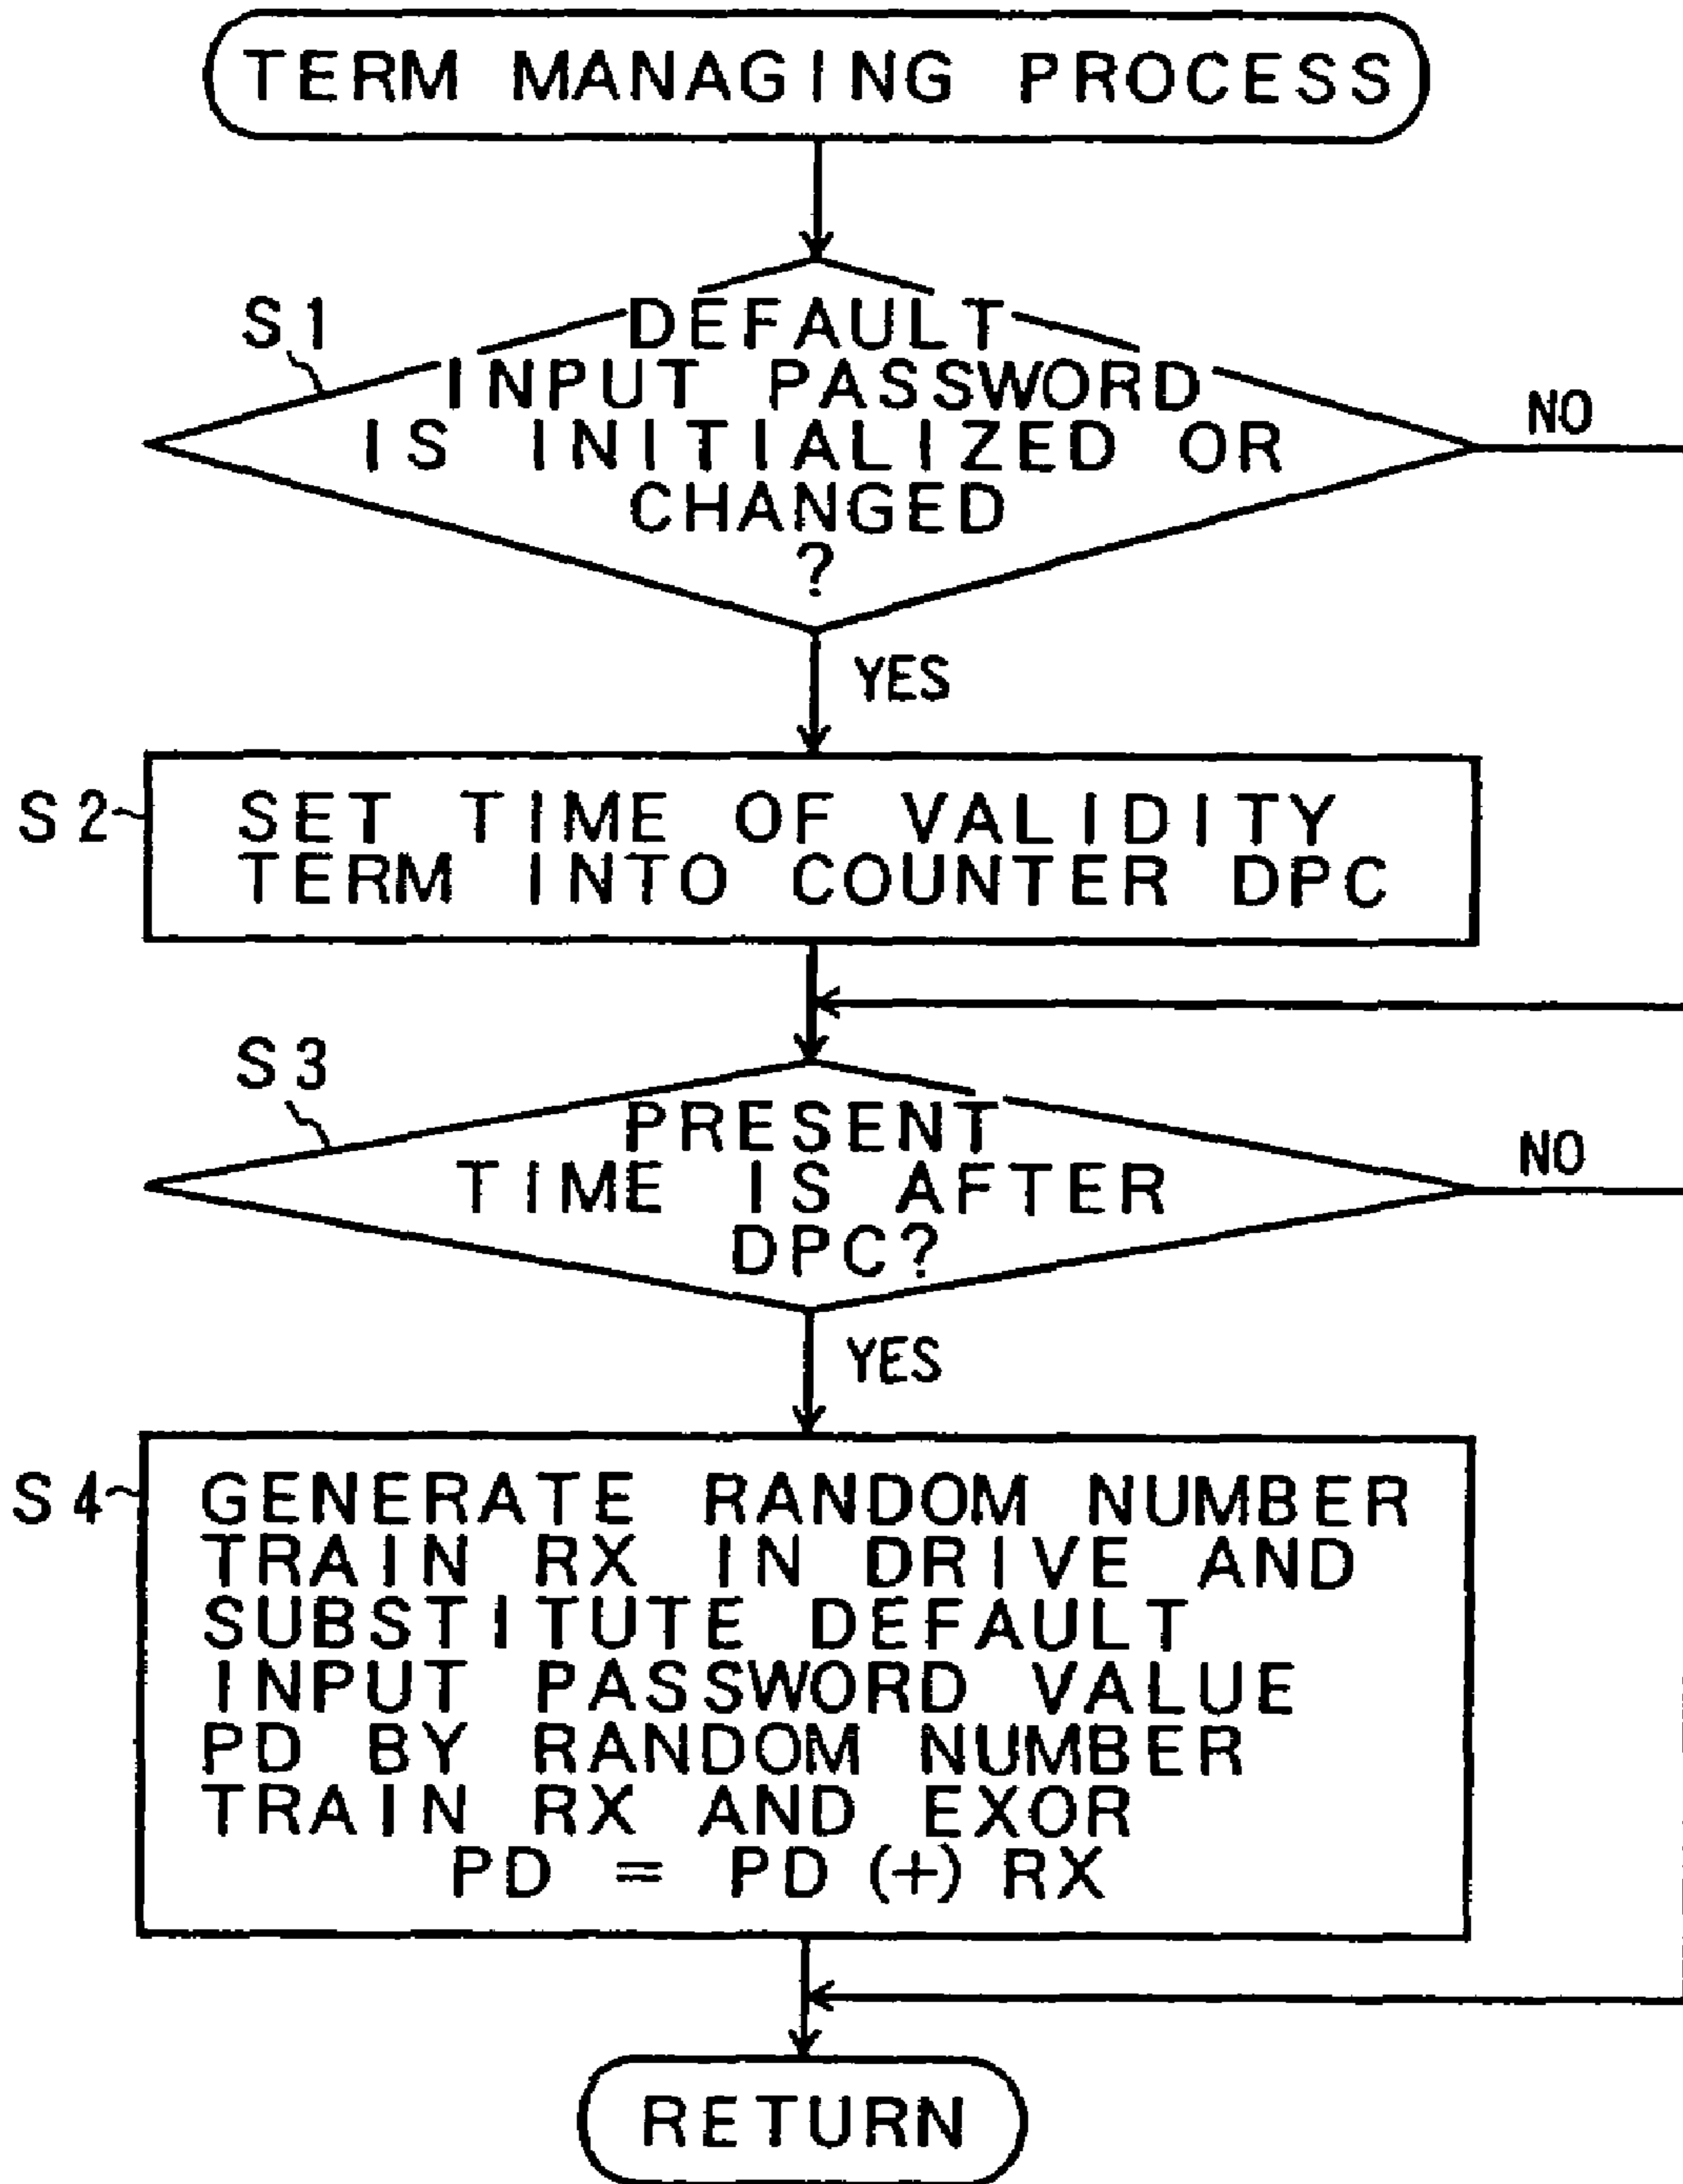 TERM MANAGING PROCESS
S1
DEFAULT
INPUT PASSWORD
IS INITIALIZED OR
CHANGED
?
NO
YES
S2
SET TIME OF VALIDITY
TERM INTO COUNTER DPC
S3
PRESENT
TIME IS AFTER
DPC?
NO
YES
S4
GENERATE RANDOM NUMBER
TRAIN RX IN DRIVE AND
SUBSTITUTE DEFAULT
INPUT PASSWORD VALUE
PD BY RANDOM NUMBER
TRAIN RX AND EXOR
PD = PD (+) RX
RETURN